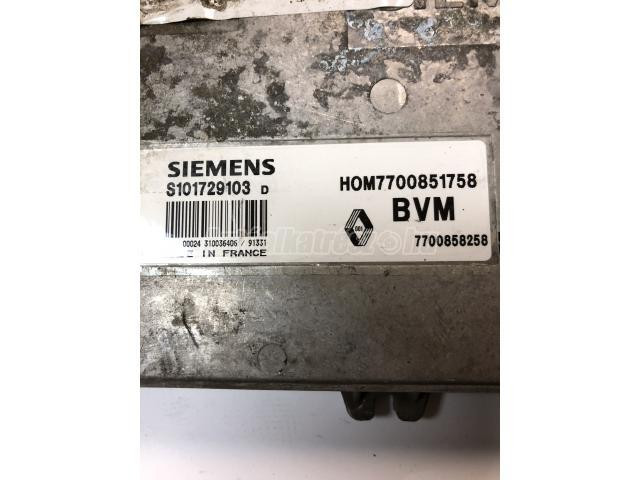 SIEMENS
S101729103 D
00024 310036406 / 91331
IN FRANCE
HOM7700851758
BVM
7700858258